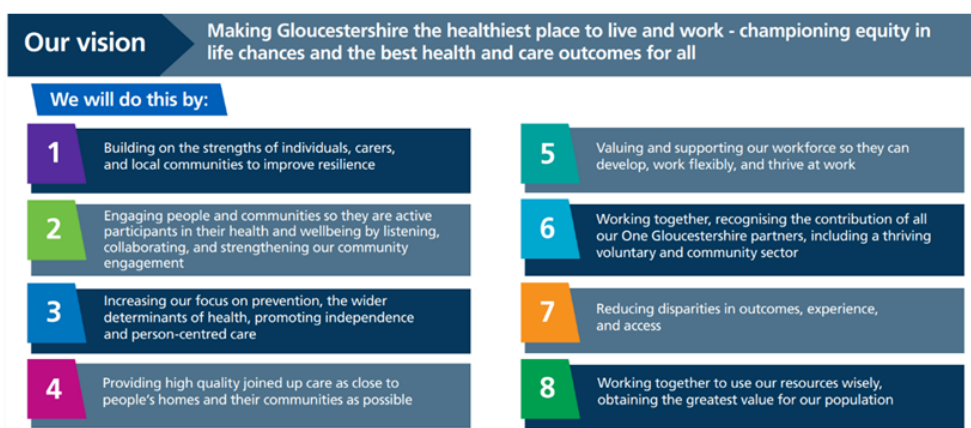 Our vision
Making Gloucestershire the healthiest place to live and work - championing equity in
life chances and the best health and care outcomes for all
We will do this by:
1
Building on the strengths of individuals, carers,
and local communities to improve resilience
2
Engaging people and communities so they are active
participants in their health and wellbeing by listening,
collaborating, and strengthening our community
engagement
3
Increasing our focus on prevention, the wider
determinants of health, promoting independence
and person-centred care
4
Providing high quality joined up care as close to
people's homes and their communities as possible
5
Valuing and supporting our workforce so they can
develop, work flexibly, and thrive at work
6
Working together, recognising the contribution of all
our One Gloucestershire partners, including a thriving
voluntary and community sector
7
Reducing disparities in outcomes, experience,
and access
8
Working together to use our resources wisely,
obtaining the greatest value for our population